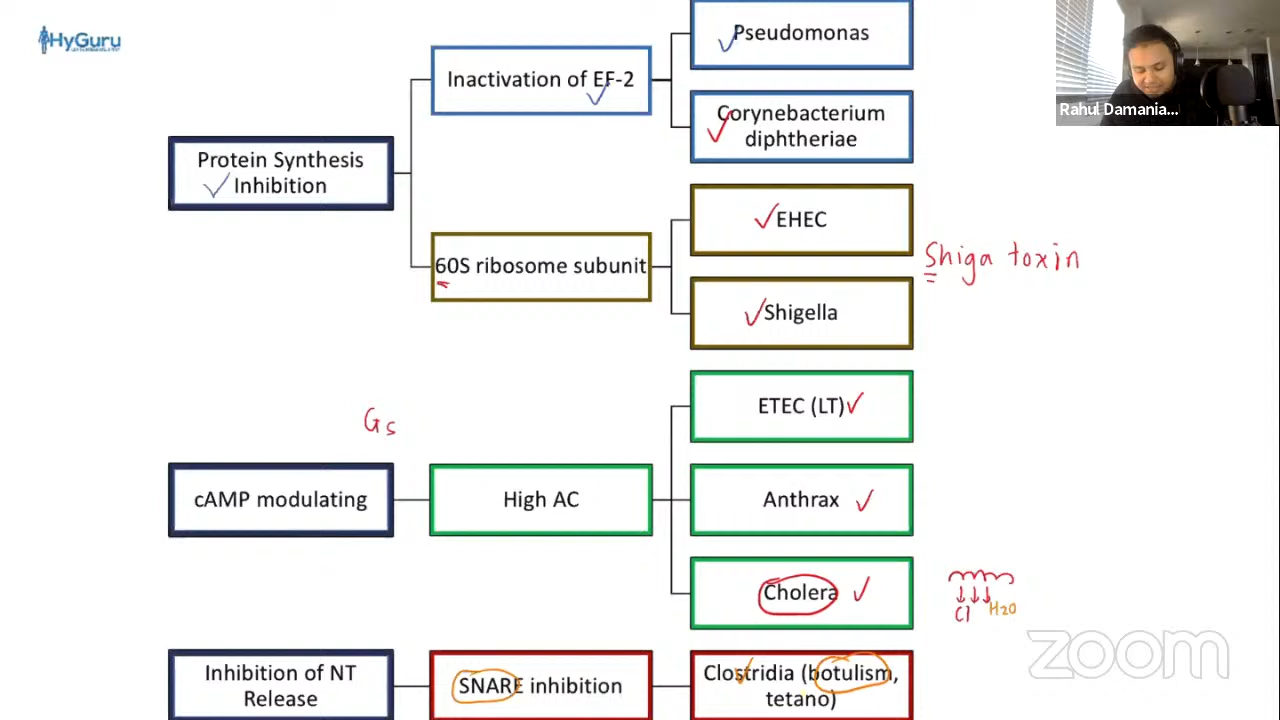 HyGuru
Pseudomonas
Rahul Damania...
Inactivation of EF-2
Corynebacterium
diphtheriae
Protein Synthesis
Inhibition
EHEC
Shiga toxin
60S ribosome subunit
Shigella
ETEC (LT)
Gs
cAMP modulating
High AC
Anthrax
Cholera
Cl
H2O
zoom
Inhibition of NT
Release
SNARE inhibition
Clostridia (botulism,
tetano)